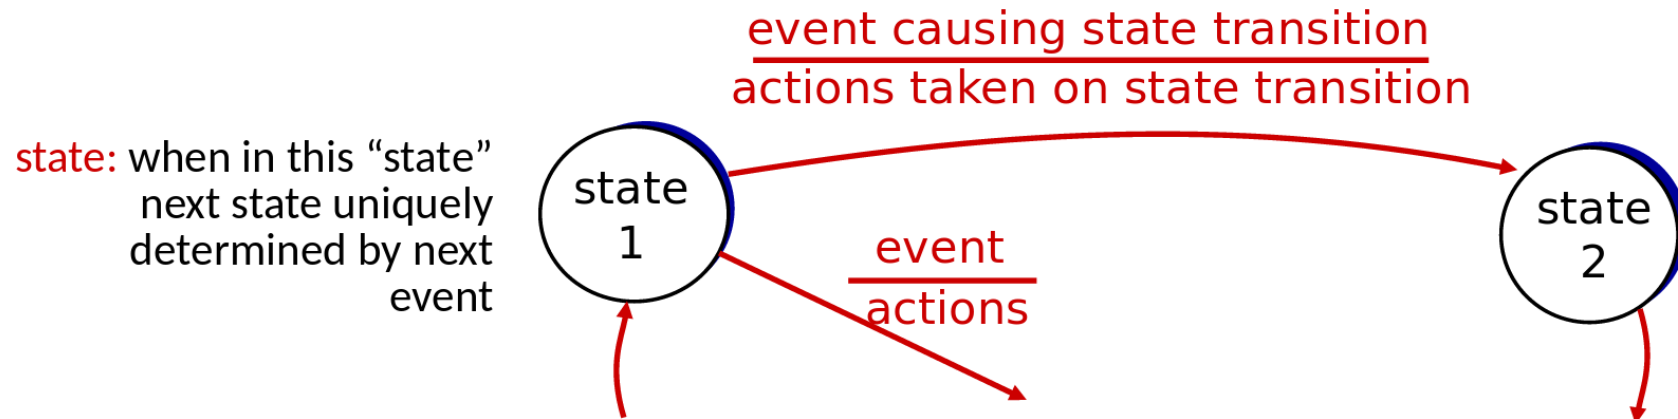 event causing state transition
actions taken on state transition
state: when in this “state”
next state uniquely
determined by next
event
state
1
event
actions
state
2